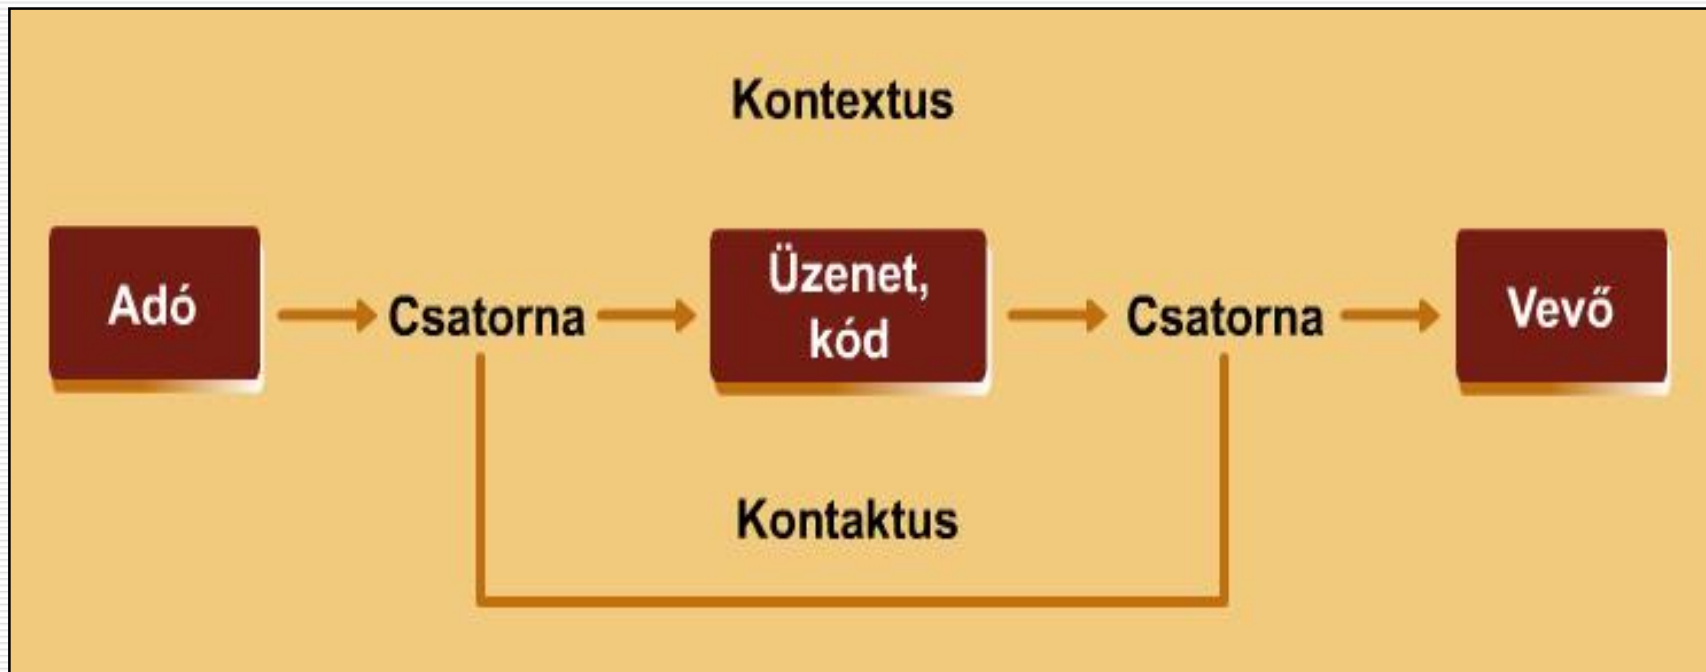 Kontextus
Adó
Csatorna
Üzenet,
kód
Csatorna
Vevő
Kontaktus